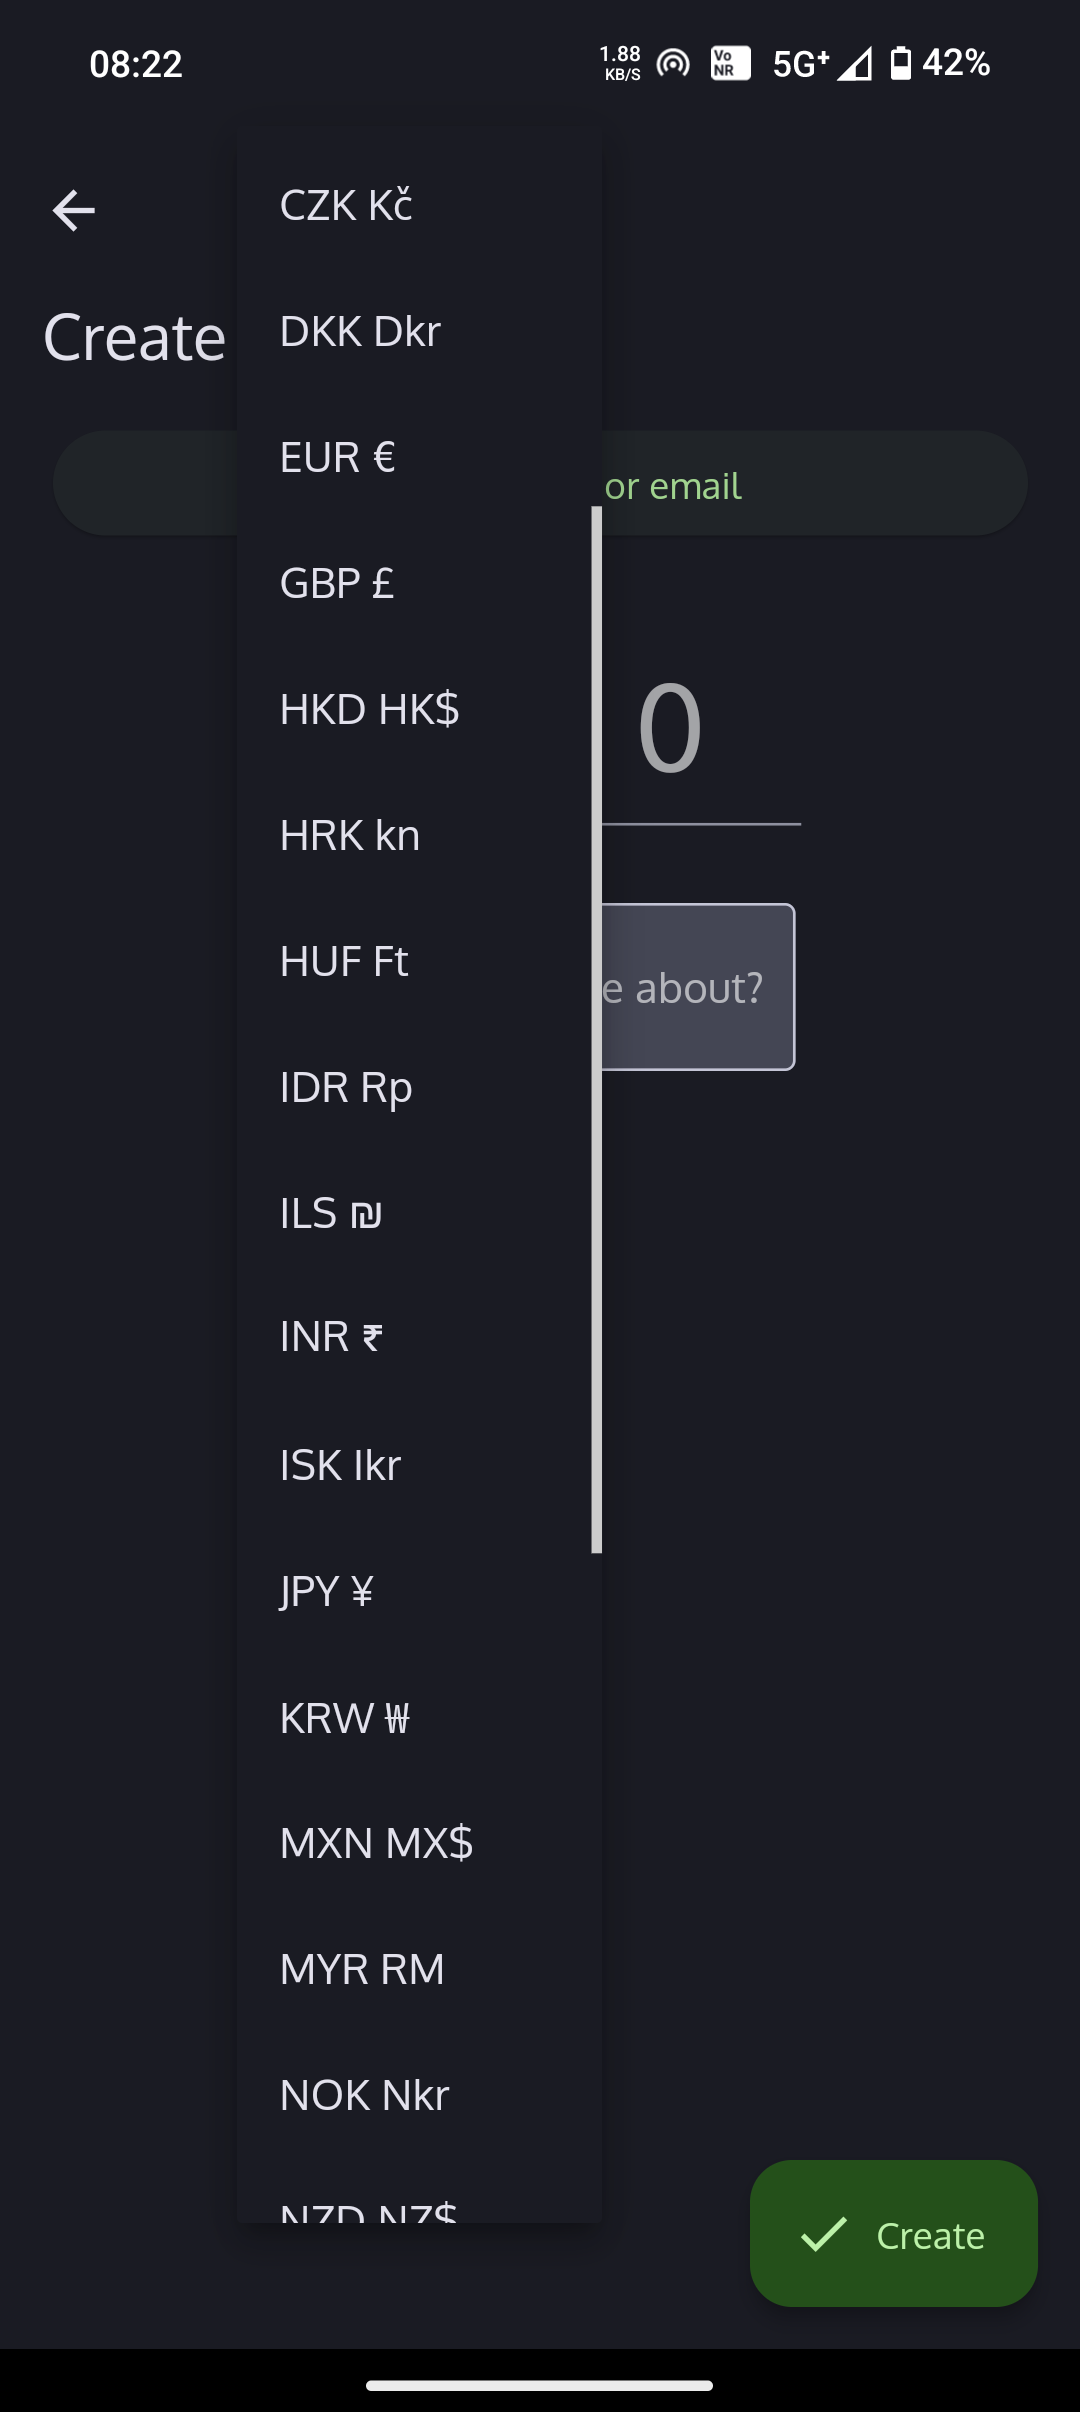 08:22 1.88 KB/S Vo NR 5G+ 42%
CZK Kč
DKK Dkr
Create
EUR €
or email
GBP £
HKD HK$
0
HRK kn
HUF Ft
e about?
IDR Rp
ILS ₪
INR ₹
ISK Ikr
JPY ¥
KRW ₩
MXN MX$
MYR RM
NOK Nkr
NZD NZ$
Create